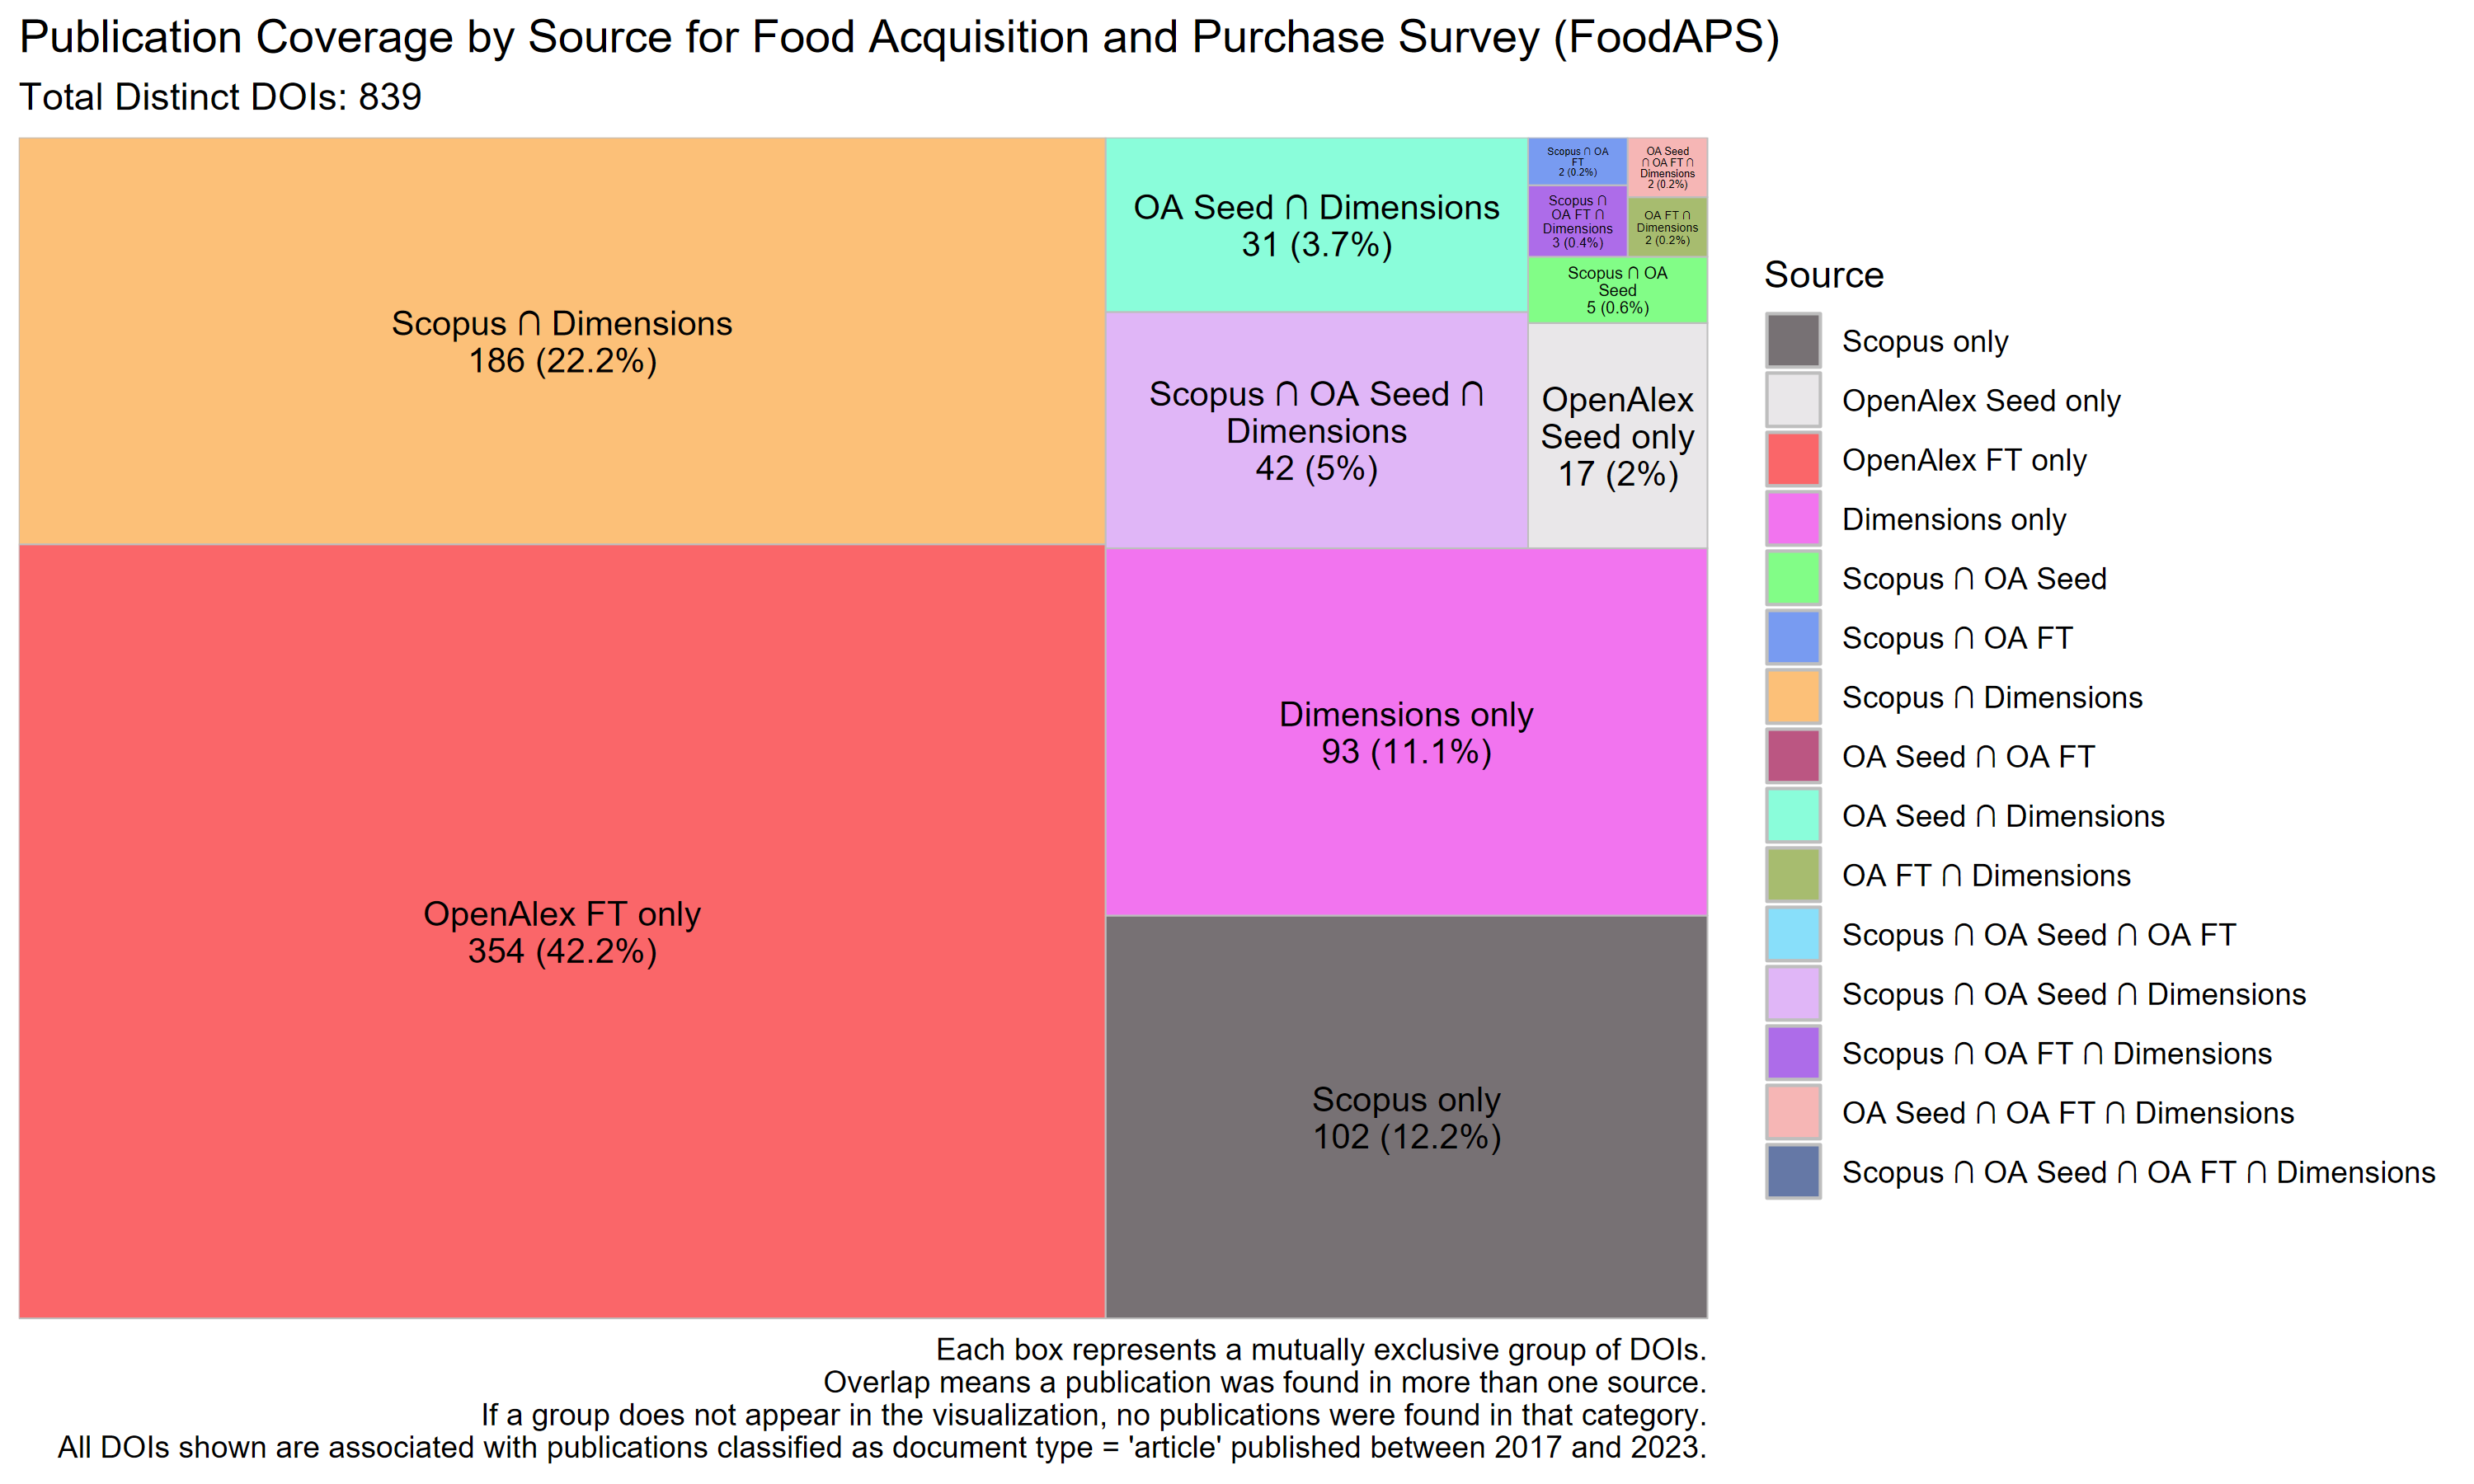 Publication Coverage by Source for Food Acquisition and Purchase Survey (FoodAPS)
Total Distinct DOIs: 839
Scopus ∩ Dimensions
186 (22.2%)
OpenAlex FT only
354 (42.2%)
OA Seed ∩ Dimensions
31 (3.7%)
Scopus ∩ OA Seed ∩
Dimensions
42 (5%)
Scopus ∩ OA
FT
2 (0.2%)
OA Seed
∩ OA FT ∩
Dimensions
2 (0.2%)
Scopus ∩
OA FT ∩
Dimensions
3 (0.4%)
OA FT ∩
Dimensions
2 (0.2%)
Scopus ∩ OA
Seed
5 (0.6%)
OpenAlex
Seed only
17 (2%)
Dimensions only
93 (11.1%)
Scopus only
102 (12.2%)
Source
Scopus only
OpenAlex Seed only
OpenAlex FT only
Dimensions only
Scopus ∩ OA Seed
Scopus ∩ OA FT
Scopus ∩ Dimensions
OA Seed ∩ OA FT
OA Seed ∩ Dimensions
OA FT ∩ Dimensions
Scopus ∩ OA Seed ∩ OA FT
Scopus ∩ OA Seed ∩ Dimensions
Scopus ∩ OA FT ∩ Dimensions
OA Seed ∩ OA FT ∩ Dimensions
Scopus ∩ OA Seed ∩ OA FT ∩ Dimensions
Each box represents a mutually exclusive group of DOIs.
Overlap means a publication was found in more than one source.
If a group does not appear in the visualization, no publications were found in that category.
All DOIs shown are associated with publications classified as document type = 'article' published between 2017 and 2023.